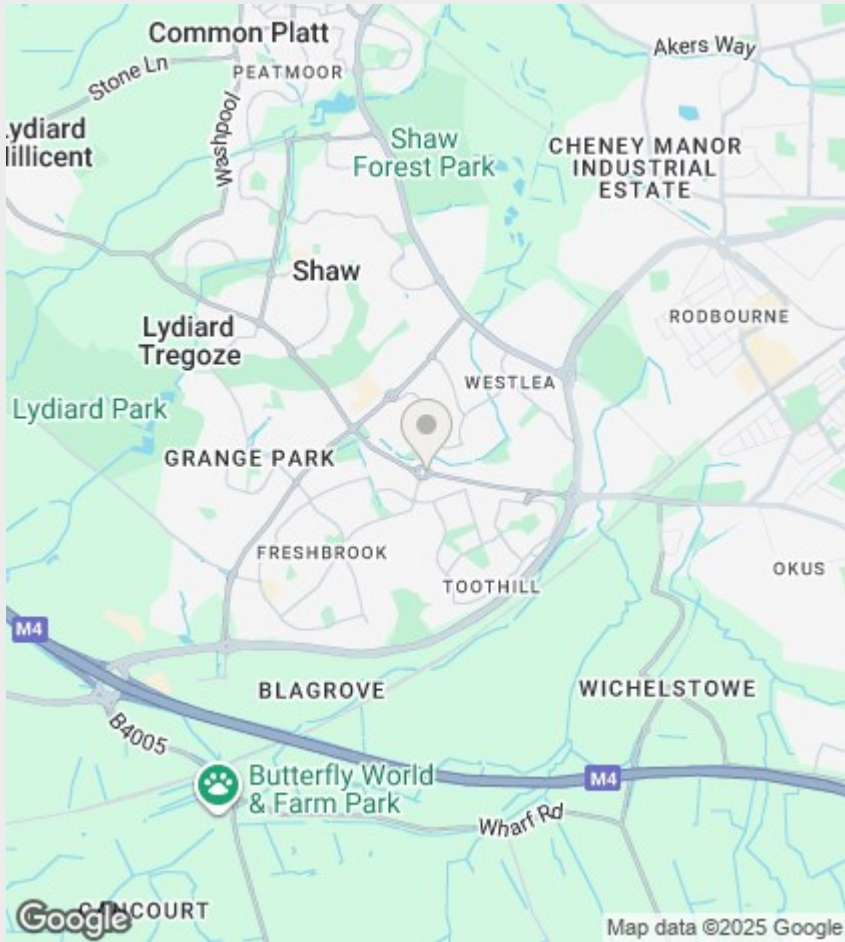 Common Platt
PEATMOOR
Akers Way
Stone Ln
Washpool
Lydiard
Millicent
Shaw
Forest Park
CHENEY MANOR
INDUSTRIAL
ESTATE
Shaw
RODBOURNE
Lydiard
Tregoze
WESTLEA
Lydiard Park
GRANGE PARK
FRESHBROOK
TOOTHILL
OKUS
M4
BLAGROVE
WICHELSTOWE
B4005
Butterfly World
& Farm Park
M4
Wharf Rd
Google
Map data ©2025 Google